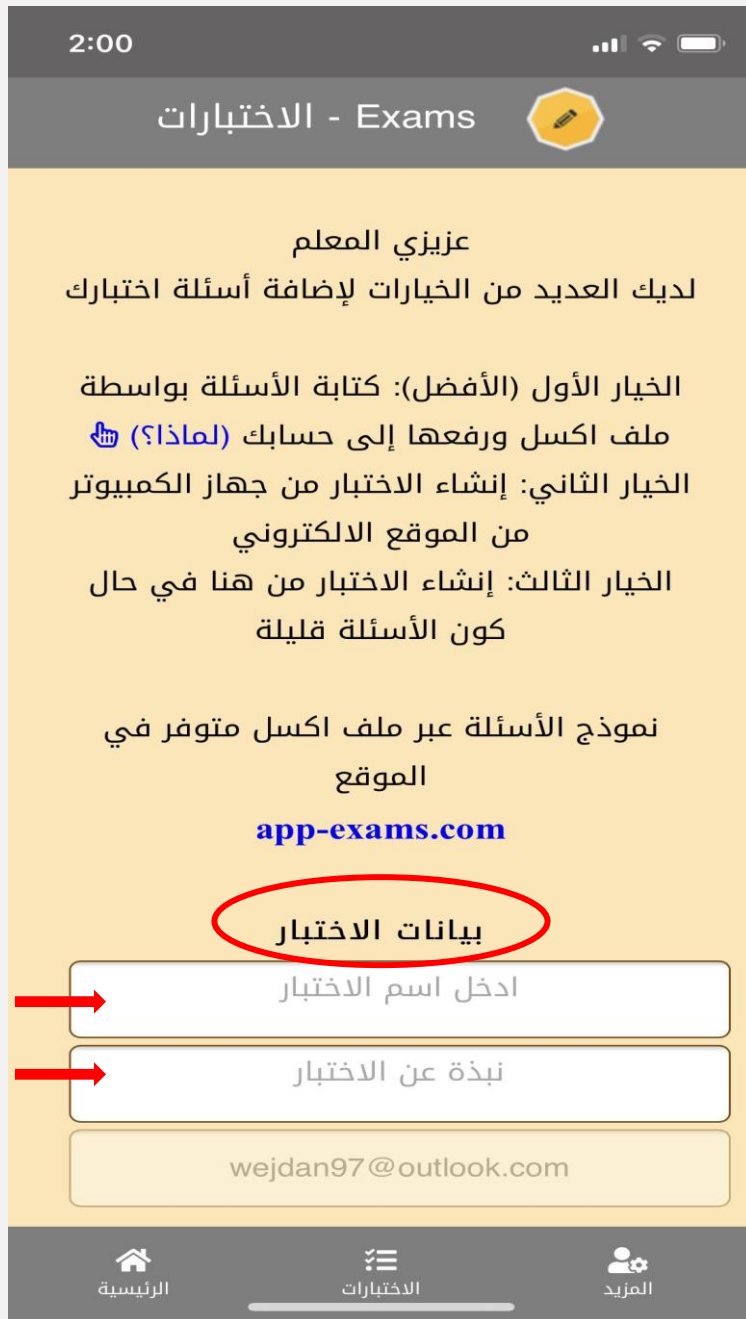 2:00
Exams - الاختبارات
عزيزي المعلم
لديك العديد من الخيارات لإضافة أسئلة اختبارك
الخيار الأول (الأفضل): كتابة الأسئلة بواسطة
ملف اكسل ورفعها إلى حسابك (لماذا؟)
الخيار الثاني: إنشاء الاختبار من جهاز الكمبيوتر
من الموقع الالكتروني
الخيار الثالث: إنشاء الاختبار من هنا في حال
كون الأسئلة قليلة
نموذج الأسئلة عبر ملف اكسل متوفر في
الموقع
app-exams.com
بيانات الاختبار
ادخل اسم الاختبار
نبذة عن الاختبار
wejdan97@outlook.com
المزيد
الاختبارات
الرئيسية